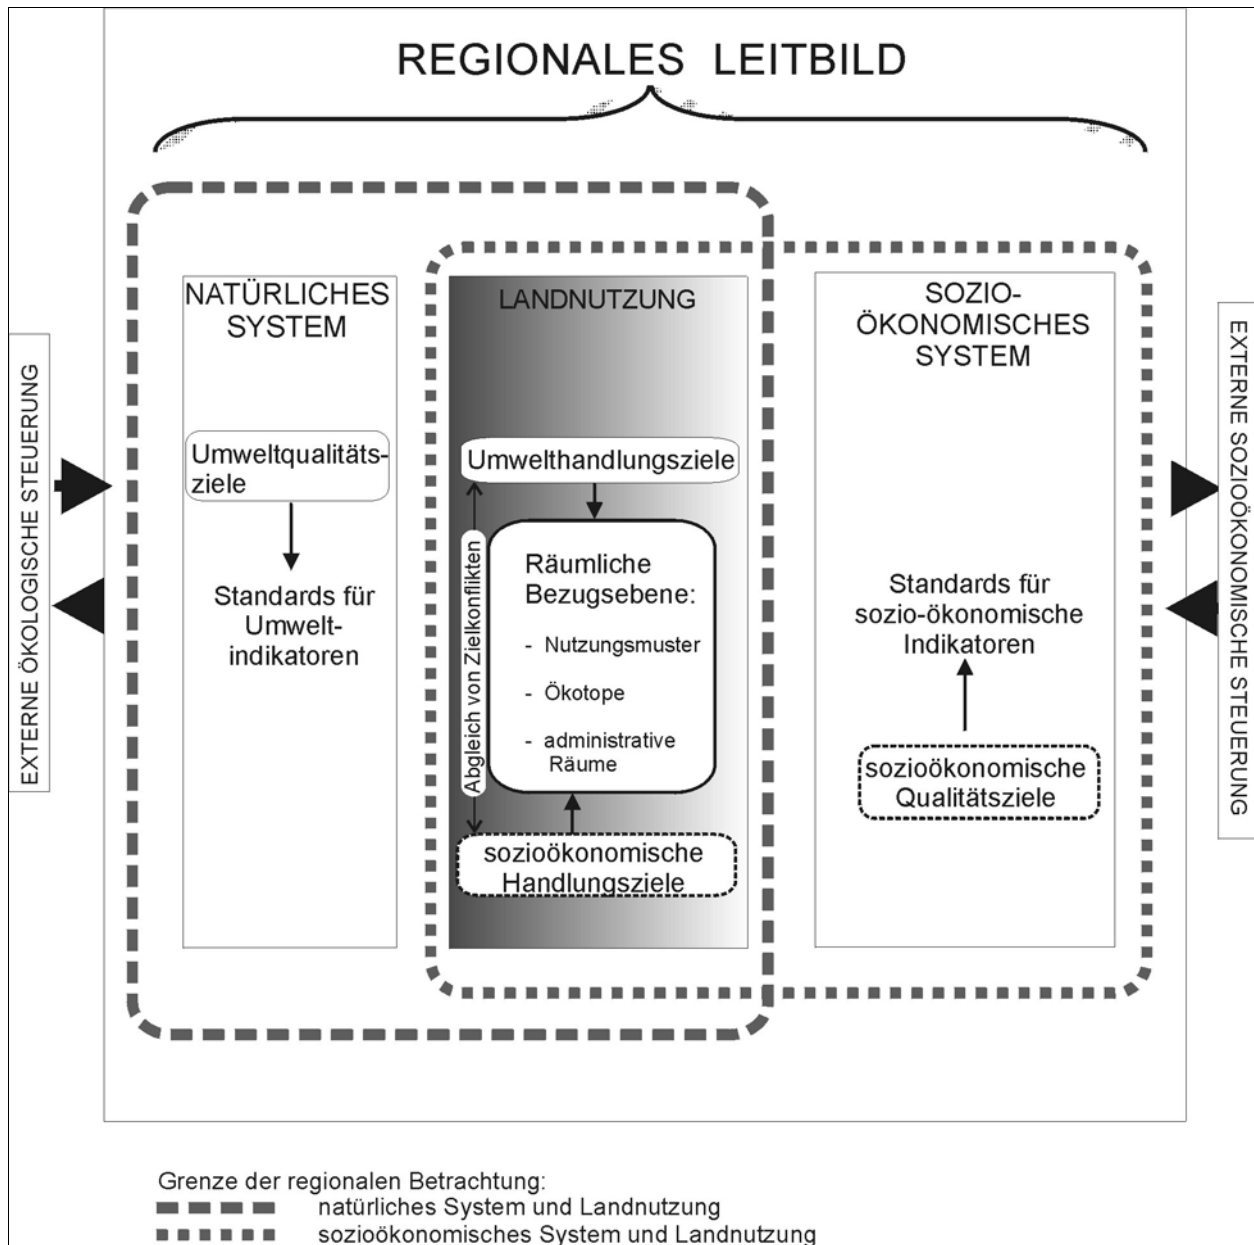 REGIONALES LEITBILD
EXTERNE ÖKOLOGISCHE STEUERUNG
NATÜRLICHES
SYSTEM
Umweltqualitäts-
ziele
Standards für
Umwelt-
indikatoren
LANDNUTZUNG
Umwelthandlungsziele
Abgleich von Zielkonflikten
Räumliche
Bezugsebene:
- Nutzungsmuster
- Ökotope
- administrative
Räume
sozioökonomische
Handlungsziele
SOZIO-
ÖKONOMISCHES
SYSTEM
Standards für
sozio-ökonomische
Indikatoren
sozioökonomische
Qualitätsziele
EXTERNE SOZIOÖKONOMISCHE STEUERUNG
Grenze der regionalen Betrachtung:
natürliches System und Landnutzung
sozioökonomisches System und Landnutzung